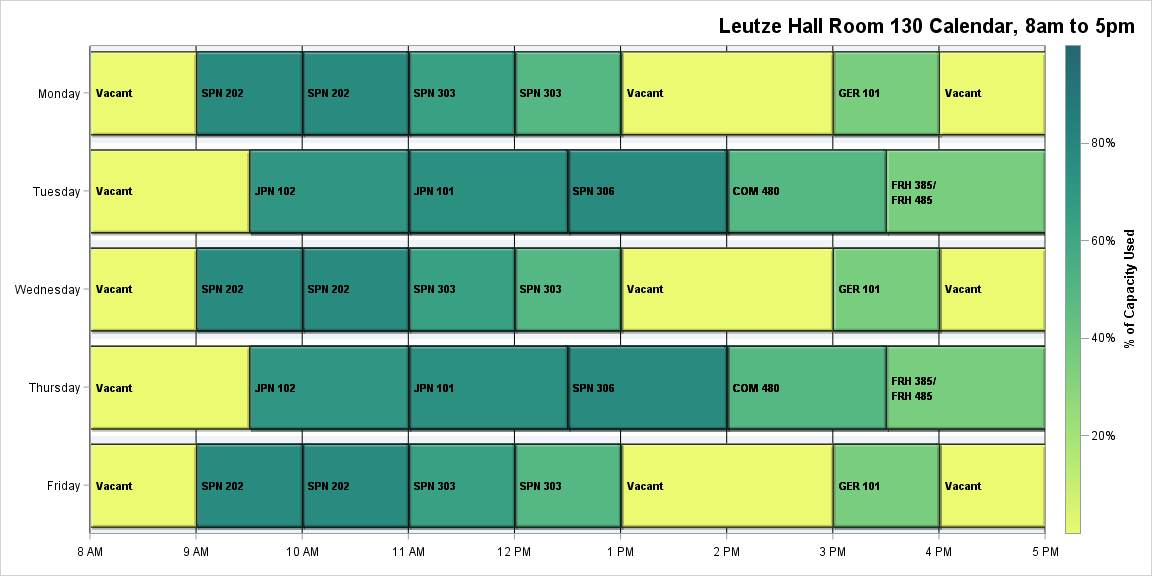 Leutze Hall Room 130 Calendar, 8am to 5pm
Monday
Vacant
SPN 202
SPN 202
SPN 303
SPN 303
Vacant
GER 101
Vacant
Tuesday
Vacant
JPN 102
JPN 101
SPN 306
COM 480
FRH 385/
FRH 485
Wednesday
Vacant
SPN 202
SPN 202
SPN 303
SPN 303
Vacant
GER 101
Vacant
Thursday
Vacant
JPN 102
JPN 101
SPN 306
COM 480
FRH 385/
FRH 485
Friday
Vacant
SPN 202
SPN 202
SPN 303
SPN 303
Vacant
GER 101
Vacant
8 AM
9 AM
10 AM
11 AM
12 PM
1 PM
2 PM
3 PM
4 PM
5 PM
80%
60%
40%
20%
% of Capacity Used